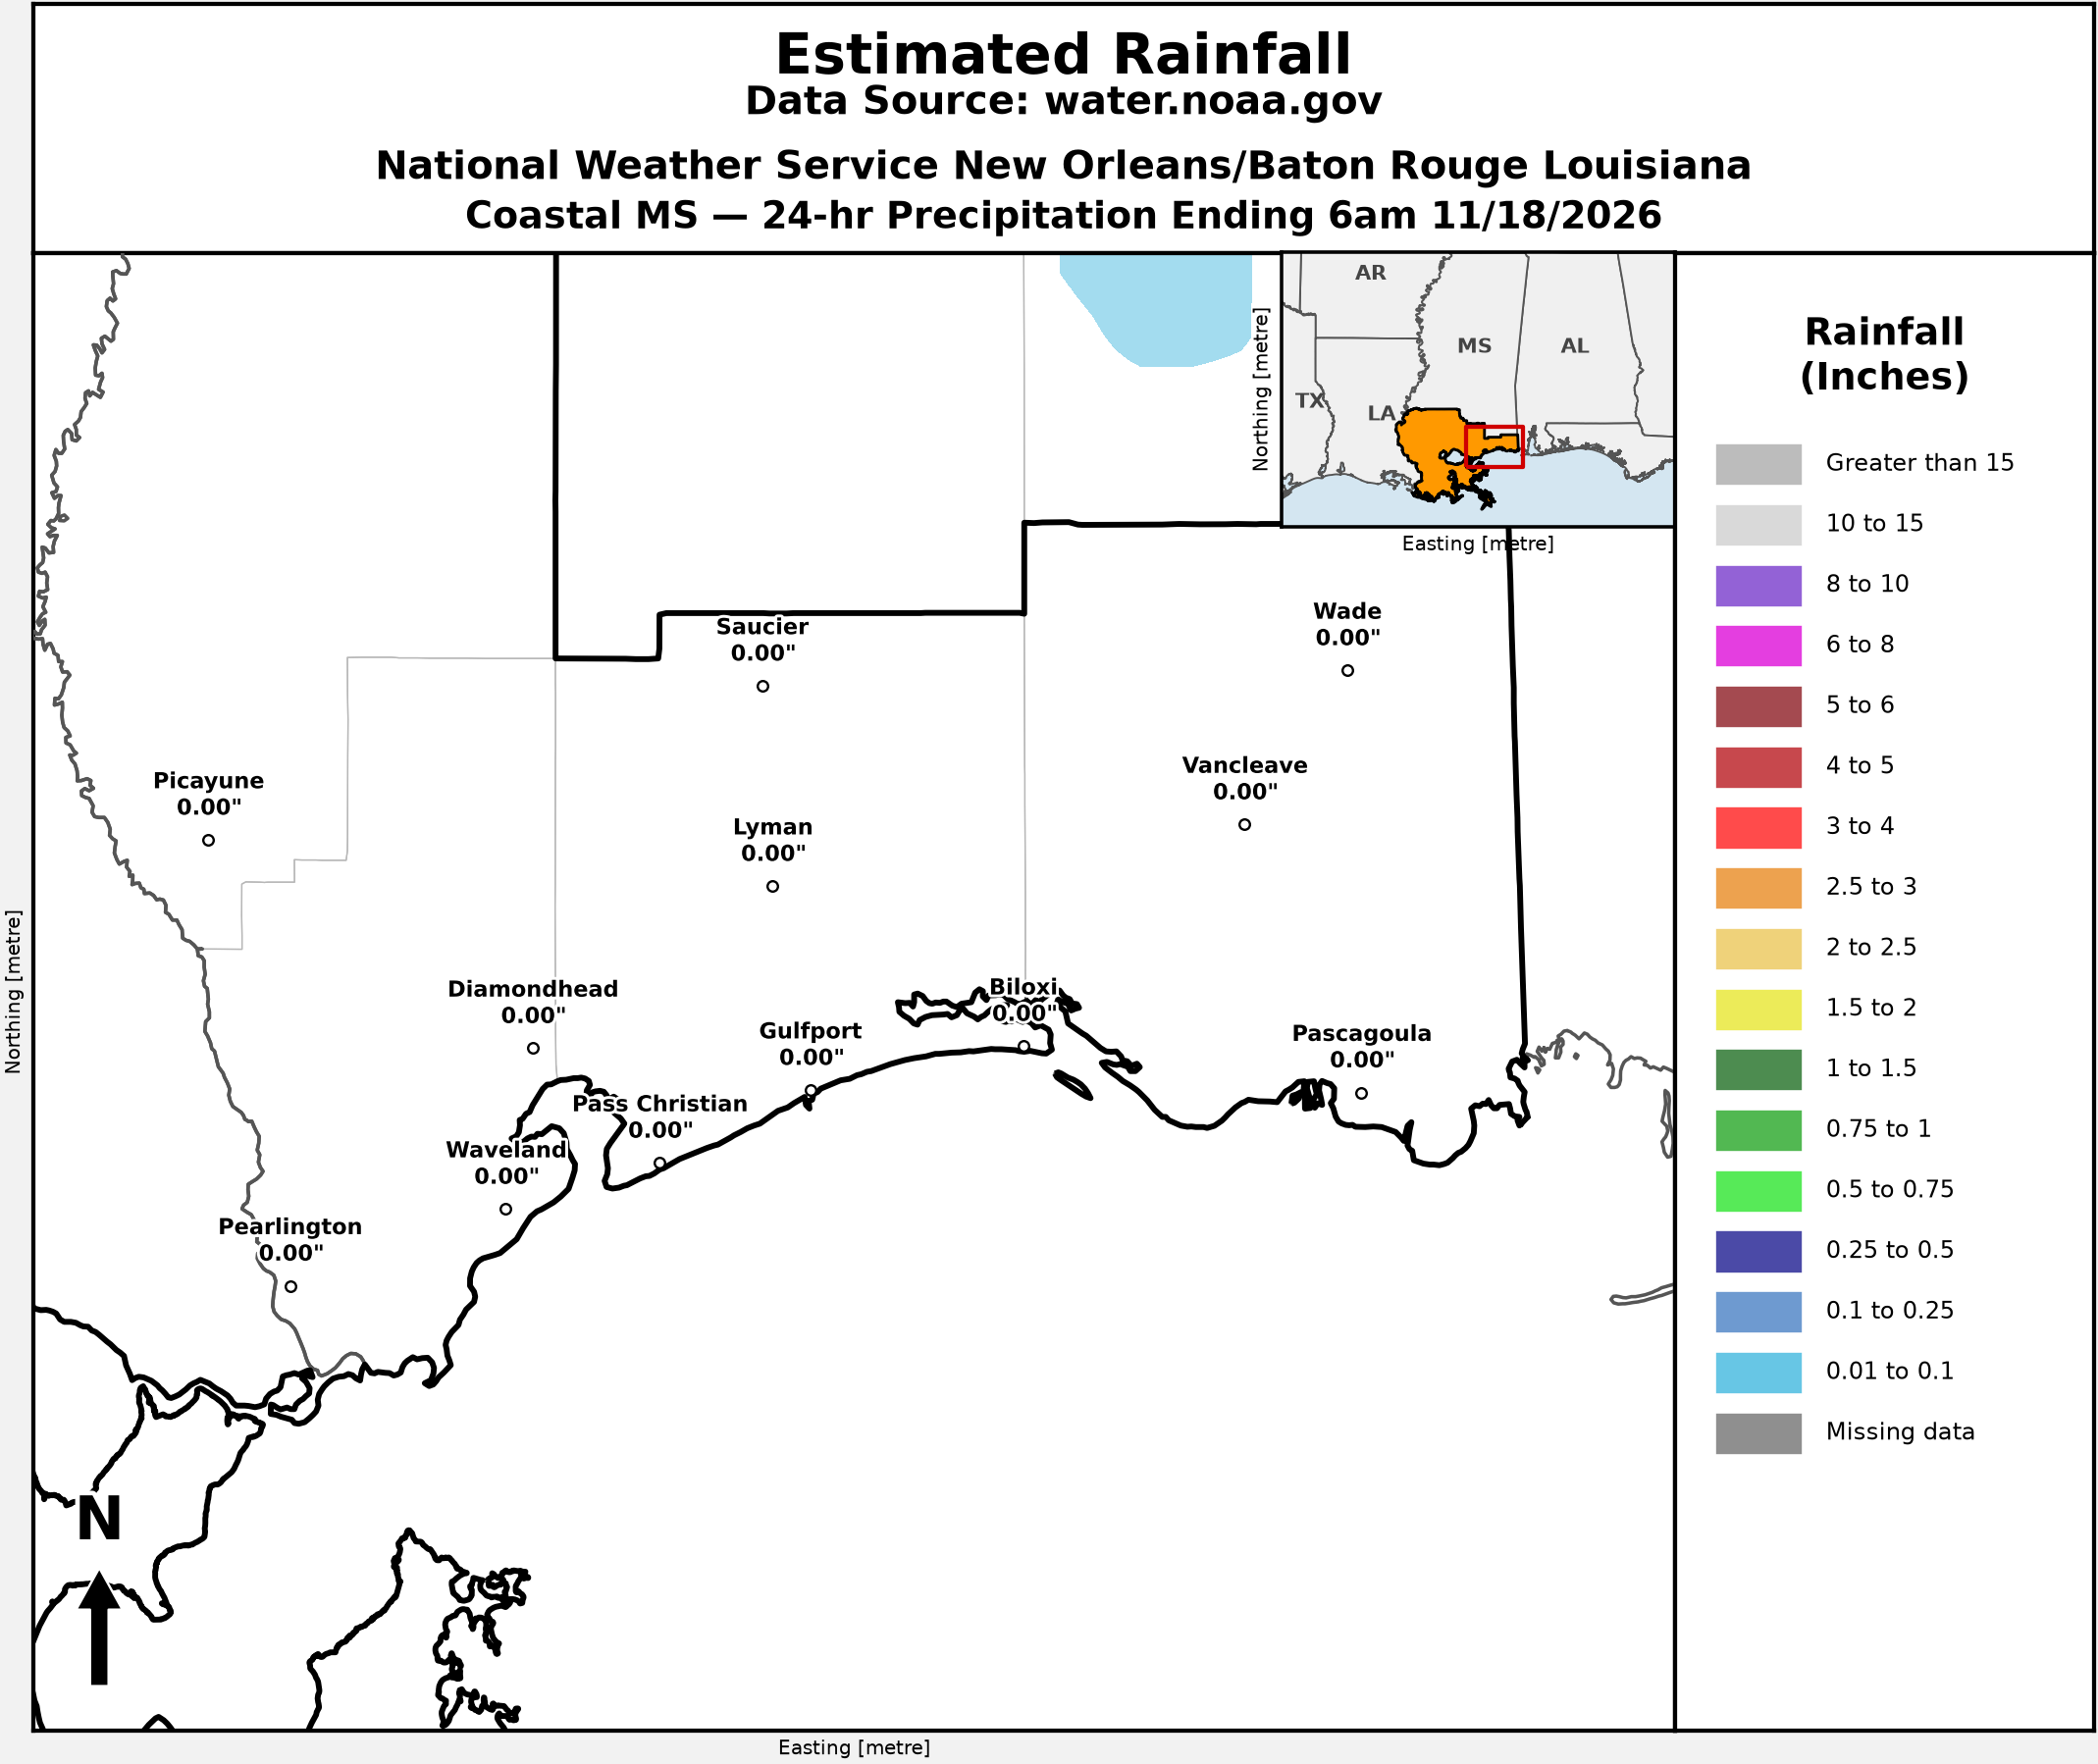 Estimated Rainfall
Data Source: water.noaa.gov
National Weather Service New Orleans/Baton Rouge Louisiana
Coastal MS — 24-hr Precipitation Ending 6am 11/18/2026
AR
MS
AL
TX
LA
Northing [metre]
Easting [metre]
Rainfall
(Inches)
Greater than 15
10 to 15
8 to 10
6 to 8
5 to 6
4 to 5
3 to 4
2.5 to 3
2 to 2.5
1.5 to 2
1 to 1.5
0.75 to 1
0.5 to 0.75
0.25 to 0.5
0.1 to 0.25
0.01 to 0.1
Missing data
Saucier
0.00"
Wade
0.00"
Picayune
0.00"
Vancleave
0.00"
Lyman
0.00"
Diamondhead
0.00"
Biloxi
0.00"
Gulfport
0.00"
Pascagoula
0.00"
Pass Christian
0.00"
Waveland
0.00"
Pearlington
0.00"
N
Northing [metre]
Easting [metre]